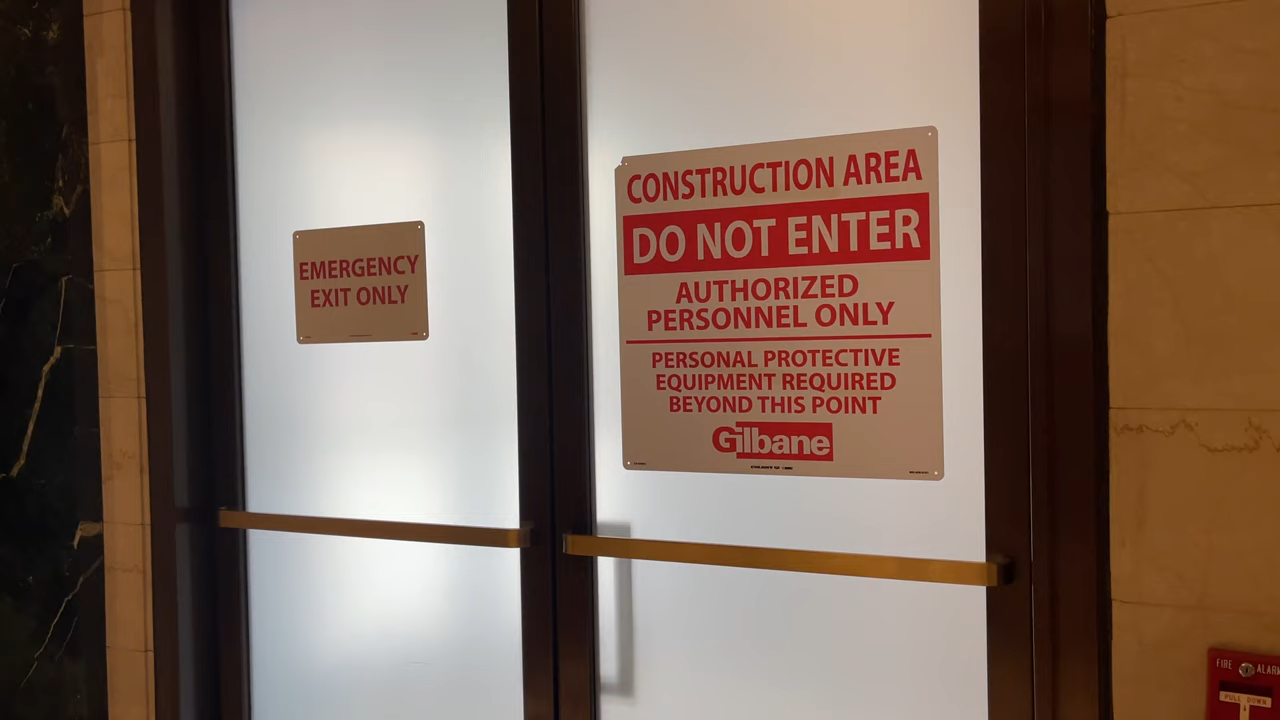 EMERGENCY
EXIT ONLY
CONSTRUCTION AREA
DO NOT ENTER
AUTHORIZED
PERSONNEL ONLY
PERSONAL PROTECTIVE
EQUIPMENT REQUIRED
BEYOND THIS POINT
Gilbane
FIRE ALARM
PULL DOWN